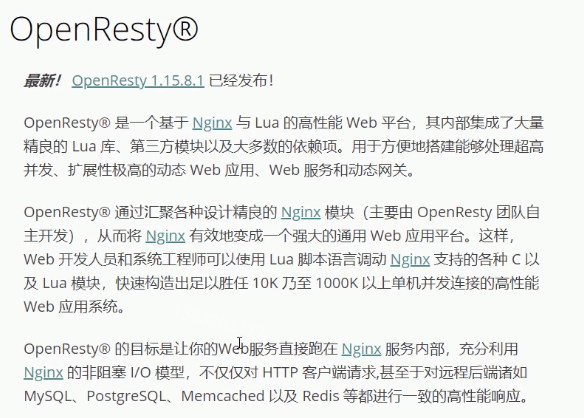 OpenResty®
最新！ OpenResty 1.15.8.1 已经发布！
OpenResty® 是一个基于 Nginx 与 Lua 的高性能 Web 平台，其内部集成了大量
精良的 Lua 库、第三方模块以及大多数的依赖项。用于方便地搭建能够处理超高
并发、扩展性极高的动态 Web 应用、Web 服务和动态网关。
OpenResty® 通过汇聚各种设计精良的 Nginx 模块（主要由 OpenResty 团队自
主开发），从而将 Nginx 有效地变成一个强大的通用 Web 应用平台。这样，
Web 开发人员和系统工程师可以使用 Lua 脚本语言调动 Nginx 支持的各种 C 以
及 Lua 模块，快速构造出足以胜任 10K 乃至 1000K 以上单机并发连接的高性能
Web 应用系统。
OpenResty® 的目标是让你的Web服务直接跑在 Nginx 服务内部，充分利用
Nginx 的非阻塞 I/O 模型，不仅仅对 HTTP 客户端请求,甚至于对远程后端诸如
MySQL、PostgreSQL、Memcached 以及 Redis 等都进行一致的高性能响应。